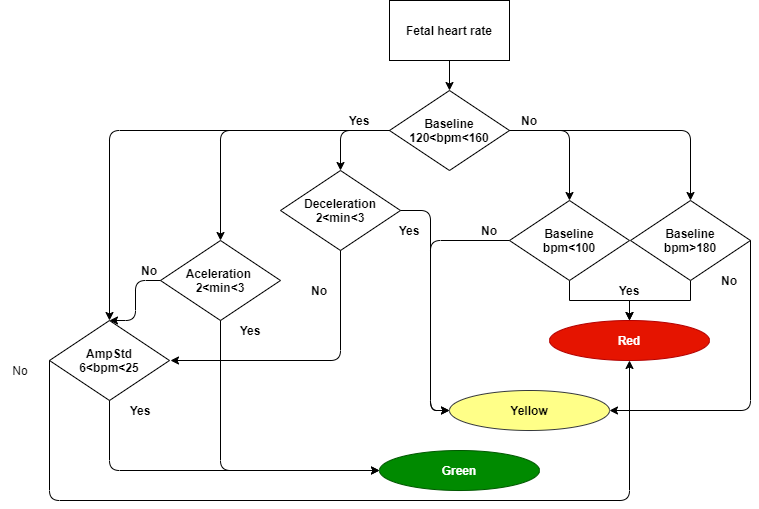 Fetal heart rate
Baseline
120<bpm<160
Yes
No
Deceleration
2<min<3
Yes
No
Baseline
bpm<100
Baseline
bpm>180
No
Aceleration
2<min<3
No
No
Yes
Yes
Red
AmpStd
6<bpm<25
No
Yes
Yellow
Green